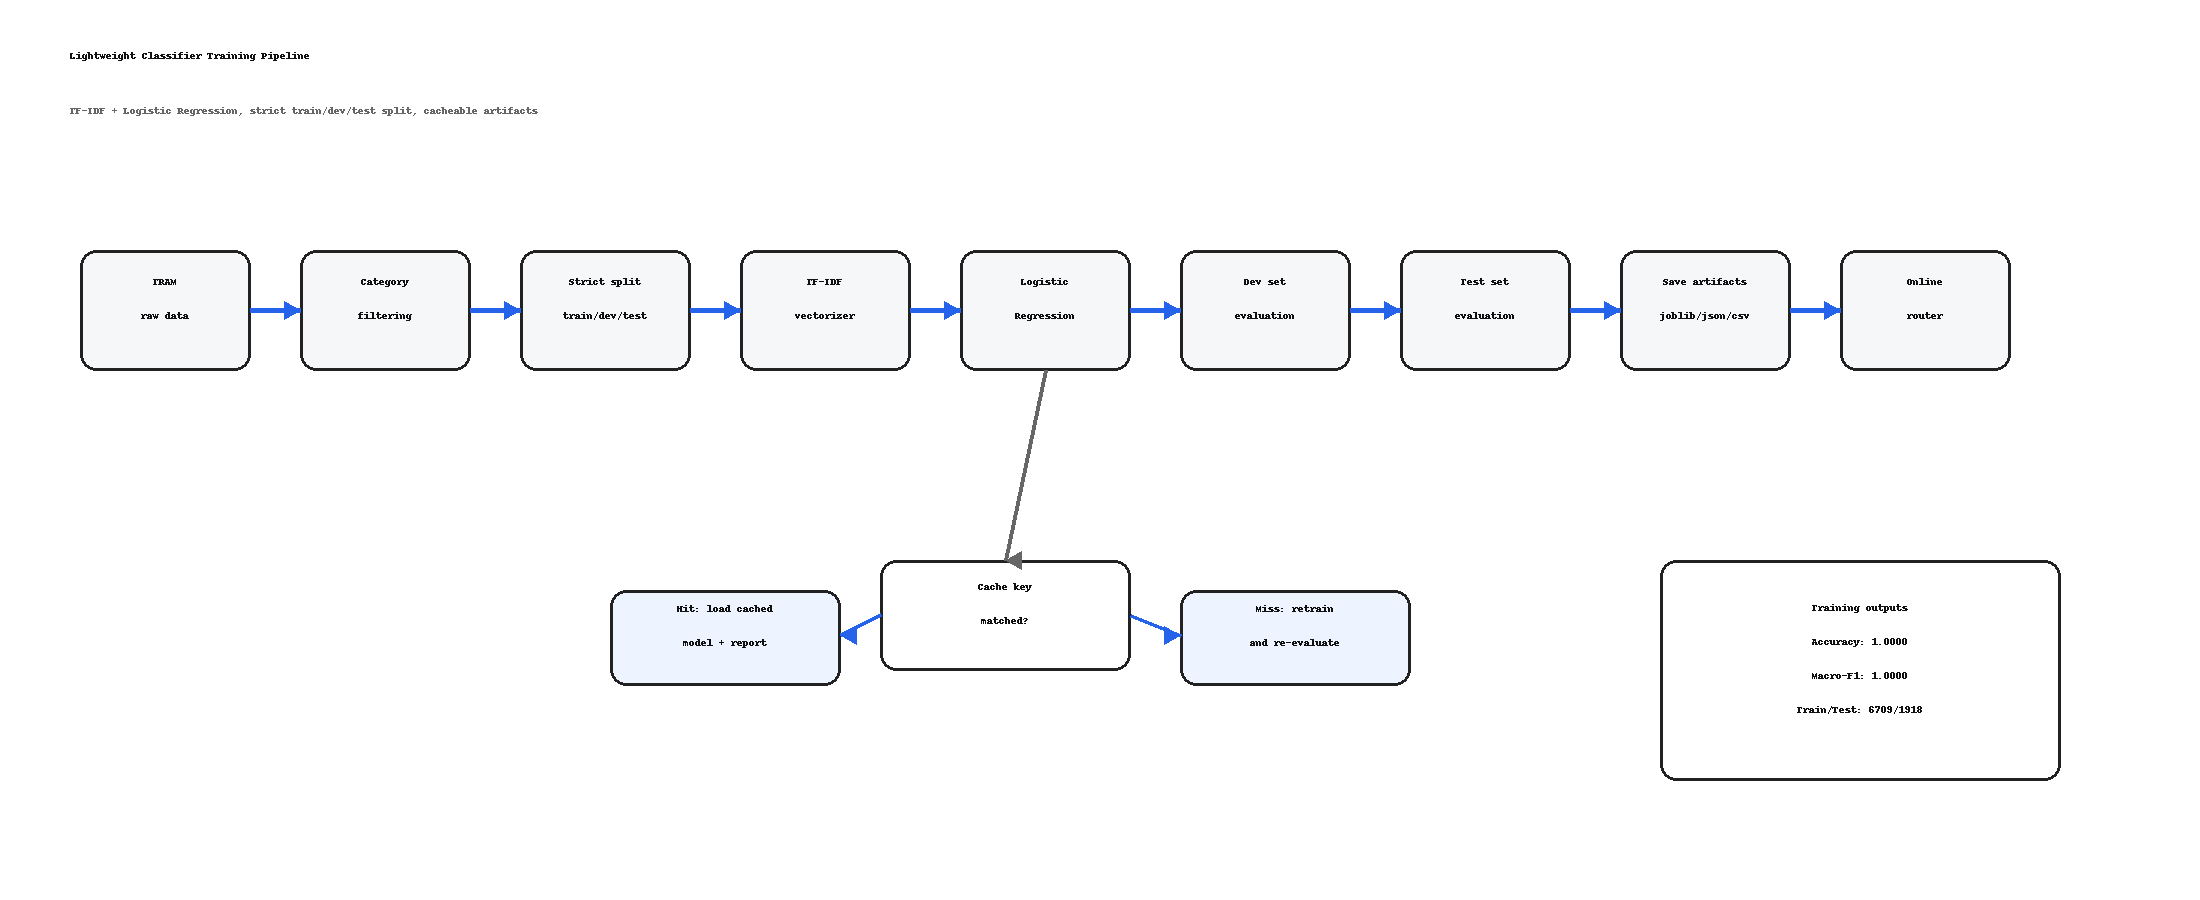 Lightweight Classifier Training Pipeline
TF-IDF + Logistic Regression, strict train/dev/test split, cacheable artifacts
TRAW
raw data
Category
filtering
Strict split
train/dev/test
TF-IDF
vectorizer
Logistic
Regression
Dev set
evaluation
Test set
evaluation
Save artifacts
joblib/json/csv
Online
router
Hit: load cached
model + report
Cache key
matched?
Miss: retrain
and re-evaluate
Training outputs
Accuracy: 1.0000
Macro-F1: 1.0000
Train/Test: 6709/1918